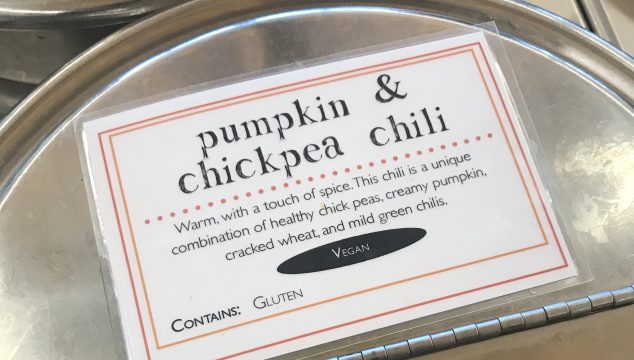 pumpkin &
chickpea chili
Warm, with a touch of spice. This chili is a unique
combination of healthy chick peas, creamy pumpkin,
cracked wheat, and mild green chilis.
VEGAN
CONTAINS: GLUTEN